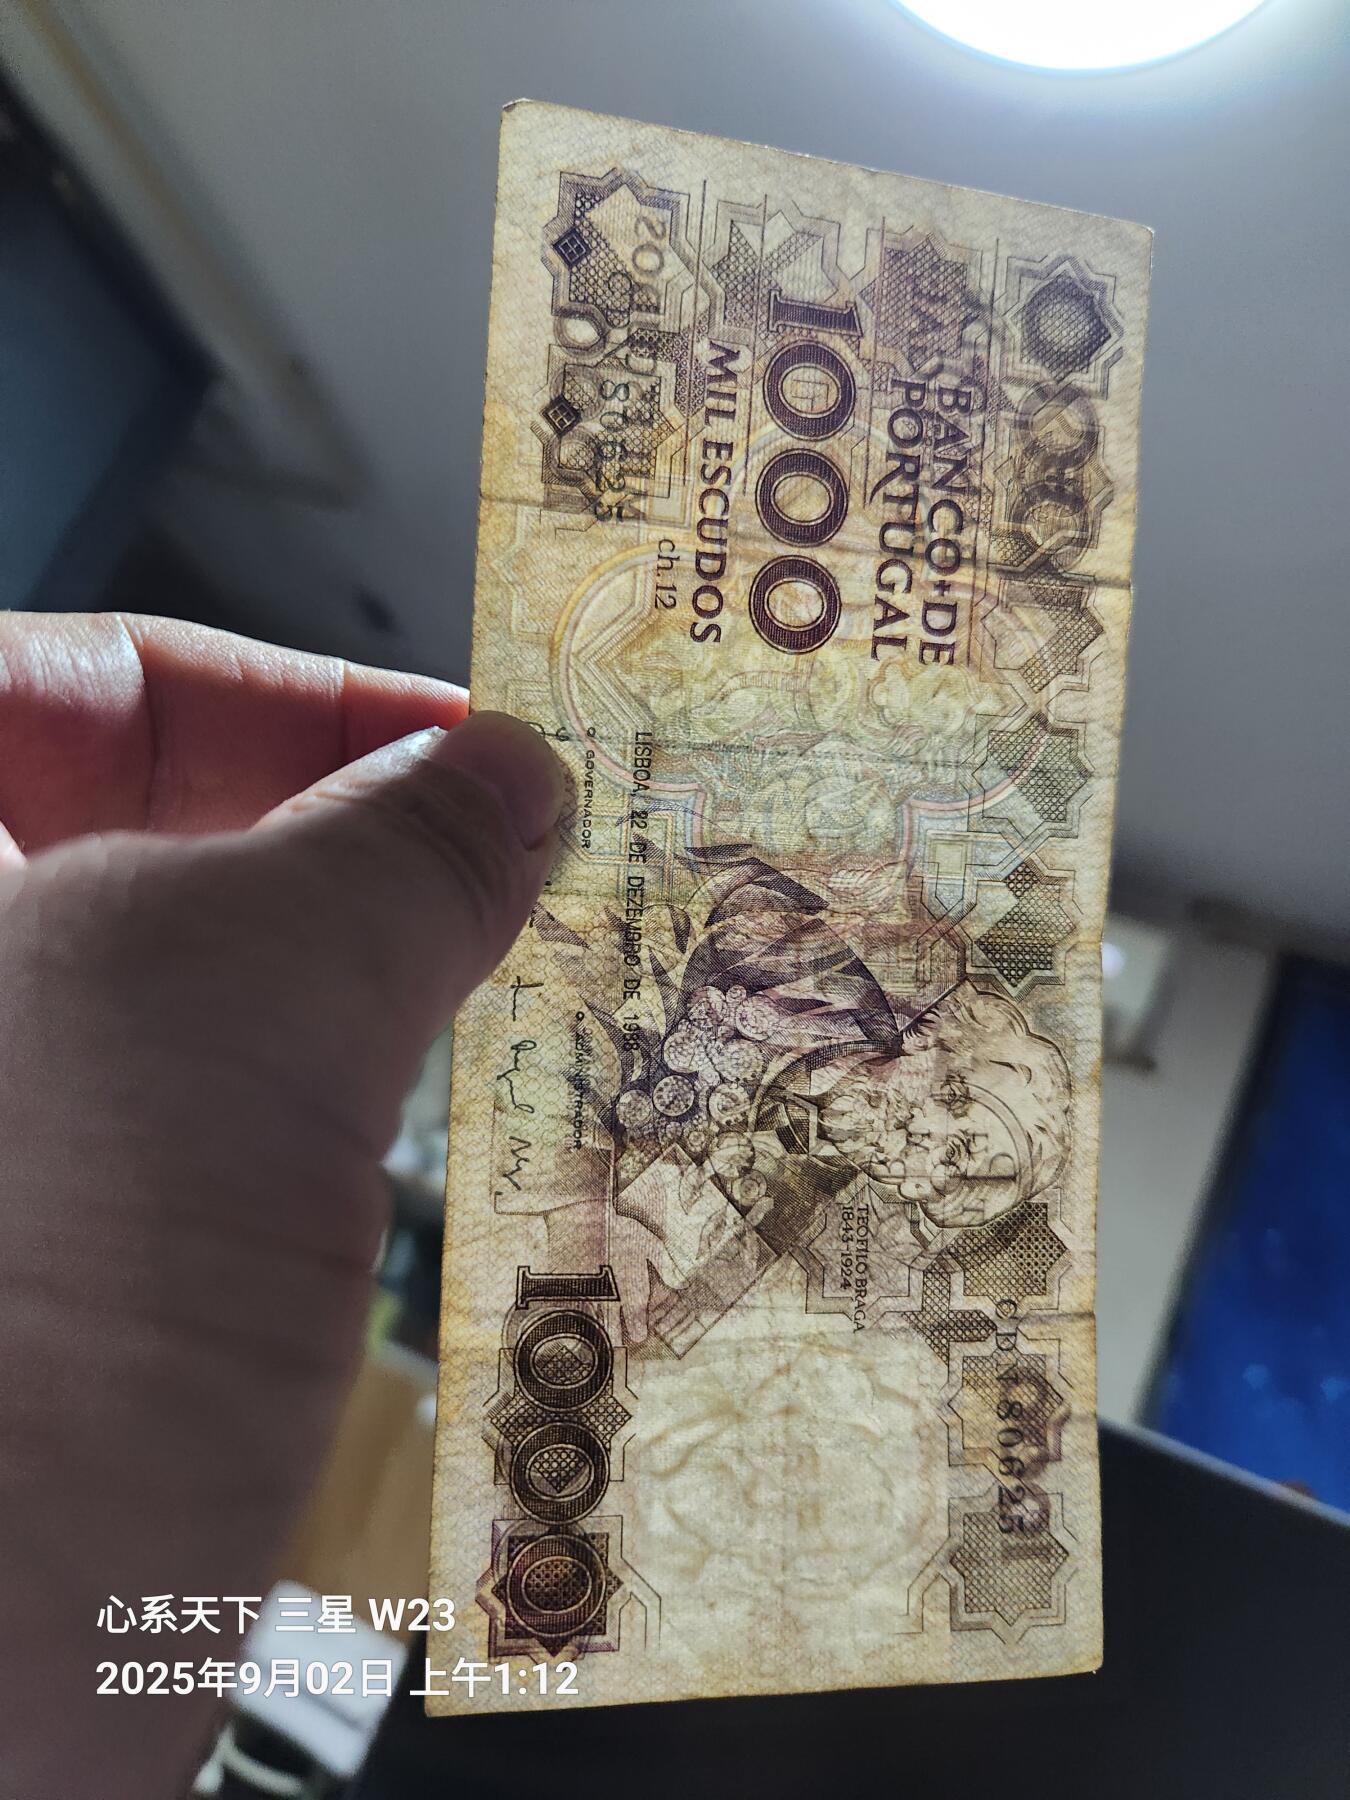 BANCO DE
PORTUGAL
1000
MIL ESCUDOS
ch.12
80625
LISBOA, 22 DE DEZEMBRO DE 1988
O GOVERNADOR
O ADMINISTRADOR
TEÓFILO BRAGA
1843-1924
80625
1000
心系天下 三星 W23
2025年9月02日 上午1:12